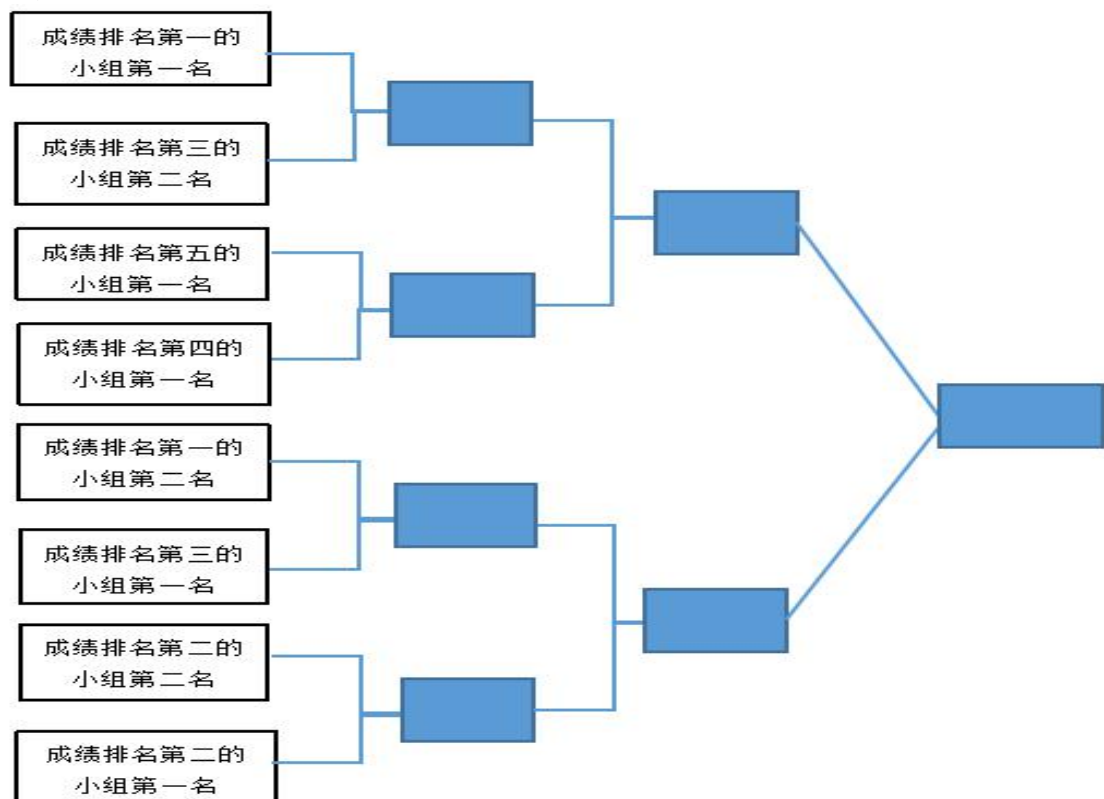 成绩排名第一的
小组第一名
成绩排名第三的
小组第二名
成绩排名第五的
小组第一名
成绩排名第四的
小组第一名
成绩排名第一的
小组第二名
成绩排名第三的
小组第一名
成绩排名第二的
小组第二名
成绩排名第二的
小组第一名